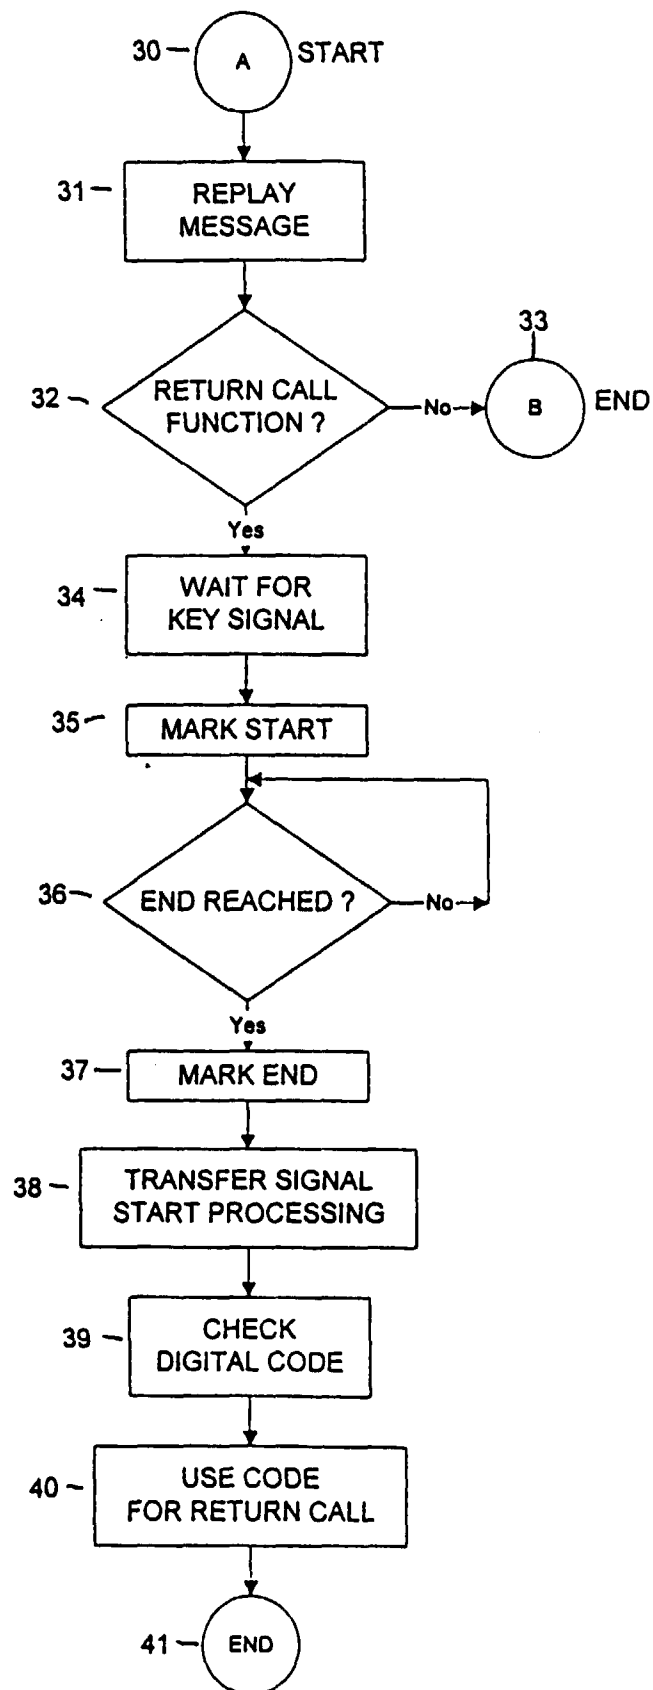 30 A START
31 REPLAY
MESSAGE
33
32 RETURN CALL
FUNCTION ?
No B END
Yes
34 WAIT FOR
KEY SIGNAL
35 MARK START
36 END REACHED ? No
Yes
37 MARK END
38 TRANSFER SIGNAL
START PROCESSING
39 CHECK
DIGITAL CODE
40 USE CODE
FOR RETURN CALL
41 END